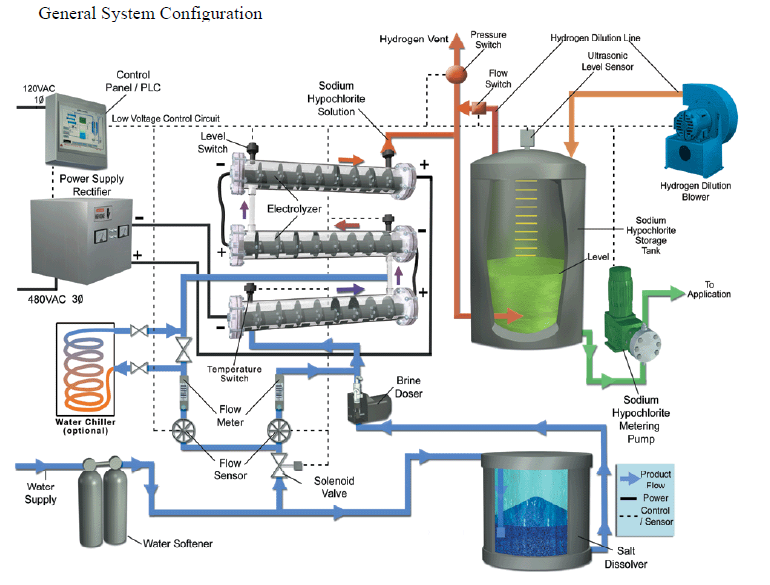 General System Configuration
Hydrogen Vent
Pressure
Switch
Hydrogen Dilution Line
Ultrasonic
Level Sensor
Flow
Switch
Control
Panel / PLC
120VAC
1Ø
Sodium
Hypochlorite
Solution
Low Voltage Control Circuit
Level
Switch
Power Supply
Rectifier
Hydrogen Dilution
Blower
-
+
Electrolyzer
-
+
-
+
Sodium
Hypochlorite
Storage
Tank
Level
+
-
-
+
480VAC 3Ø
To
Application
Temperature
Switch
Brine
Doser
Sodium
Hypochlorite
Metering
Pump
Flow
Meter
Water Chiller
(optional)
Flow
Sensor
Solenoid
Valve
Water
Supply
Water Softener
Salt
Dissolver
Product
Flow
Power
Control
/ Sensor